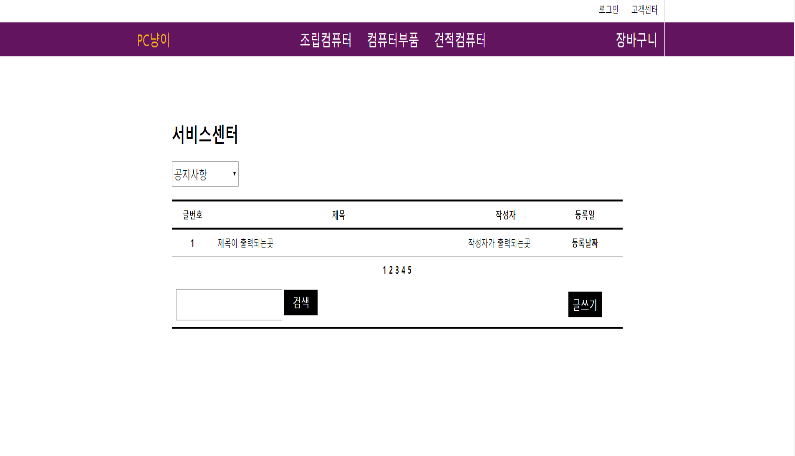 로그인 고객센터
PC냥이 조립컴퓨터 컴퓨터부품 견적컴퓨터 장바구니
서비스센터
공지사항
글번호 제목 작성자 등록일
1 제목이 출력되는곳 작성자가 출력되는곳 등록날짜
1 2 3 4 5
검색 글쓰기